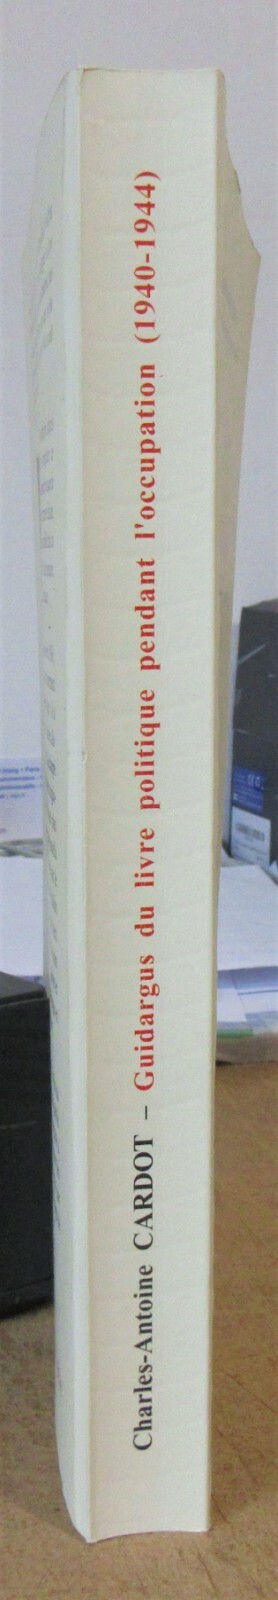 Charles-Antoine CARDOT – Guidargus du livre politique pendant l'occupation (1940-1944)